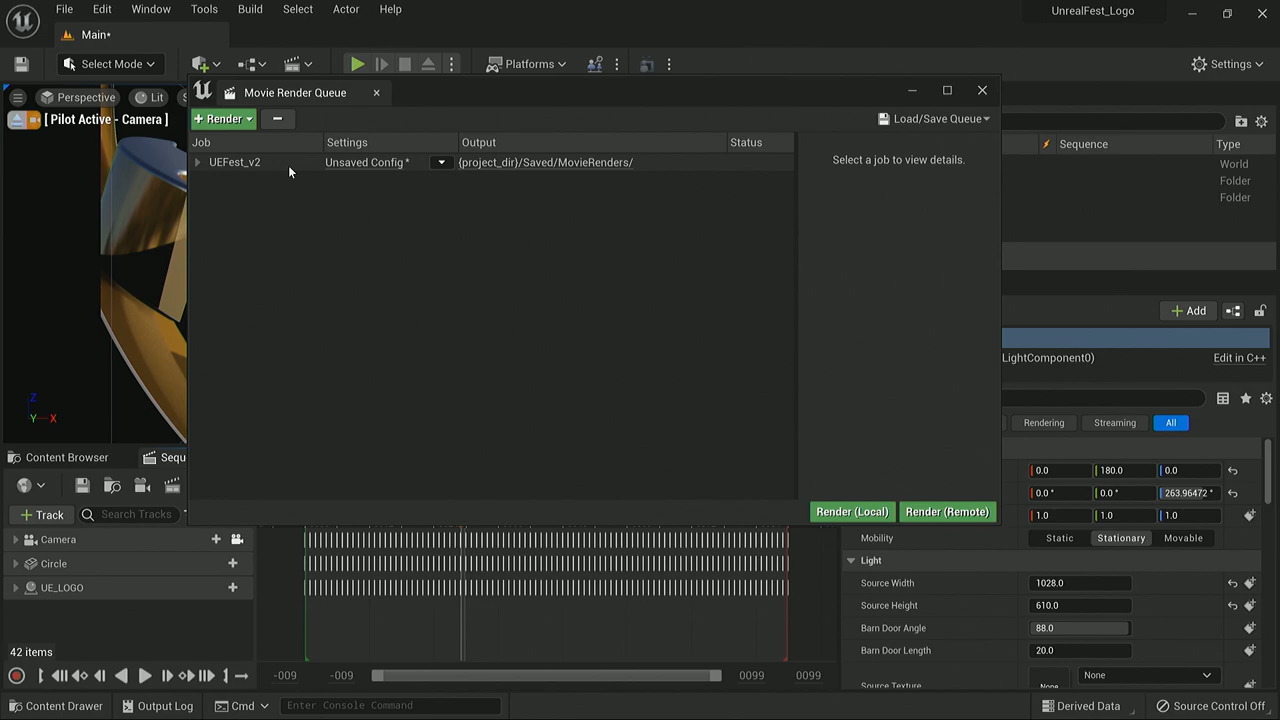 File Edit Window Tools Build Select Actor Help
UnrealFest_Logo
Main*
Select Mode
Platforms
Settings
Perspective Lit
[ Pilot Active - Camera ]
Movie Render Queue
+ Render
Load/Save Queue
Job Settings Output Status
UEFest_v2 Unsaved Config* {project_dir}/Saved/MovieRenders/
Select a job to view details.
Sequence Type
World
Folder
Folder
Add
LightComponent0) Edit in C++
Rendering Streaming All
Z
Y X
0.0 180.0 0.0
0.0 ° 0.0 ° 263.96472 °
1.0 1.0 1.0
Render (Local) Render (Remote)
Content Browser Sequ
Track Search Tracks
Camera
Circle
UE_LOGO
42 items
-009 -009 0099 0099
Mobility Static Stationary Movable
Light
Source Width 1028.0
Source Height 610.0
Barn Door Angle 88.0
Barn Door Length 20.0
Source Texture None None
Content Drawer Output Log Cmd Enter Console Command Derived Data Source Control Off